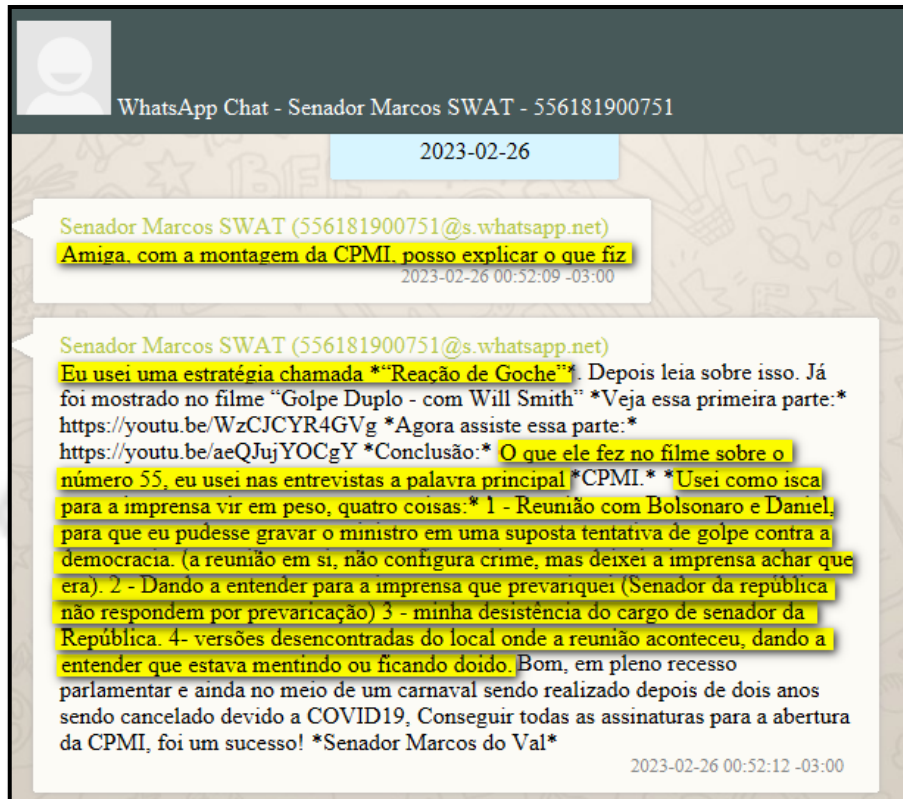 WhatsApp Chat - Senador Marcos SWAT - 556181900751
2023-02-26
Senador Marcos SWAT (556181900751@s.whatsapp.net)
Amiga, com a montagem da CPMI, posso explicar o que fiz
2023-02-26 00:52:09 -03:00
Senador Marcos SWAT (556181900751@s.whatsapp.net)
Eu usei uma estratégia chamada *“Reação de Goche”*. Depois leia sobre isso. Já
foi mostrado no filme “Golpe Duplo - com Will Smith” *Veja essa primeira parte:*
https://youtu.be/WzCJCYR4GVg *Agora assiste essa parte:*
https://youtu.be/aeQJujYOCgY *Conclusão:* O que ele fez no filme sobre o
número 55, eu usei nas entrevistas a palavra principal *CPMI.* *Usei como isca
para a imprensa vir em peso, quatro coisas:* 1 - Reunião com Bolsonaro e Daniel,
para que eu pudesse gravar o ministro em uma suposta tentativa de golpe contra a
democracia. (a reunião em si, não configura crime, mas deixei a imprensa achar que
era). 2 - Dando a entender para a imprensa que prevariquei (Senador da república
não respondem por prevaricação) 3 - minha desistência do cargo de senador da
República. 4- versões desencontradas do local onde a reunião aconteceu, dando a
entender que estava mentindo ou ficando doido. Bom, em pleno recesso
parlamentar e ainda no meio de um carnaval sendo realizado depois de dois anos
sendo cancelado devido a COVID19, Conseguir todas as assinaturas para a abertura
da CPMI, foi um sucesso! *Senador Marcos do Val*
2023-02-26 00:52:12 -03:00